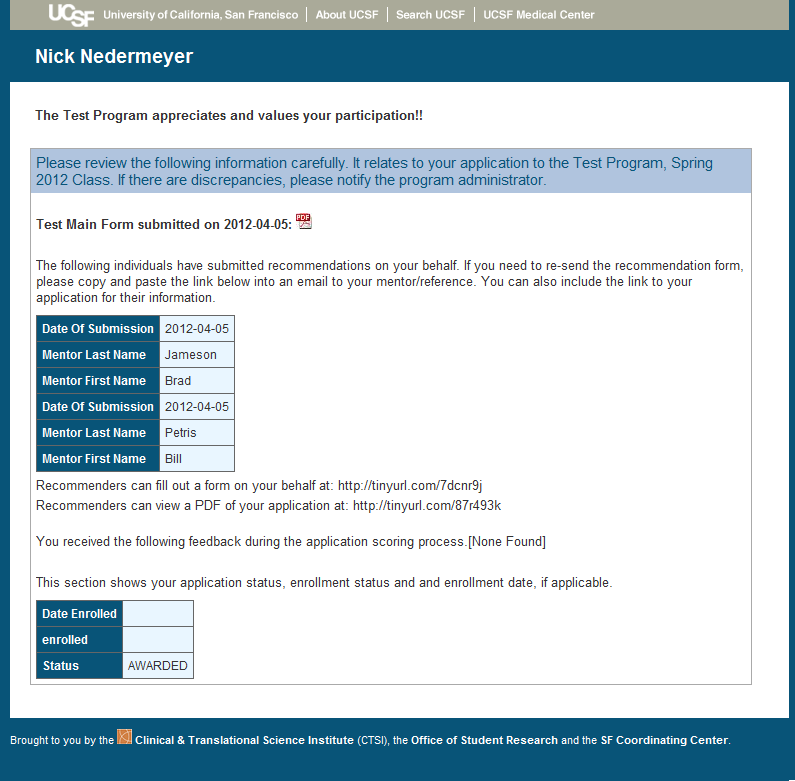 UCSF University of California, San Francisco | About UCSF | Search UCSF | UCSF Medical Center
Nick Nedermeyer
The Test Program appreciates and values your participation!!
Please review the following information carefully. It relates to your application to the Test Program, Spring
2012 Class. If there are discrepancies, please notify the program administrator.
Test Main Form submitted on 2012-04-05: PDF
The following individuals have submitted recommendations on your behalf. If you need to re-send the recommendation form,
please copy and paste the link below into an email to your mentor/reference. You can also include the link to your
application for their information.
Date Of Submission 2012-04-05
Mentor Last Name Jameson
Mentor First Name Brad
Date Of Submission 2012-04-05
Mentor Last Name Petris
Mentor First Name Bill
Recommenders can fill out a form on your behalf at: http://tinyurl.com/7dcnr9j
Recommenders can view a PDF of your application at: http://tinyurl.com/87r493k
You received the following feedback during the application scoring process.[None Found]
This section shows your application status, enrollment status and and enrollment date, if applicable.
Date Enrolled
enrolled
Status AWARDED
Brought to you by the Clinical & Translational Science Institute (CTSI), the Office of Student Research and the SF Coordinating Center.